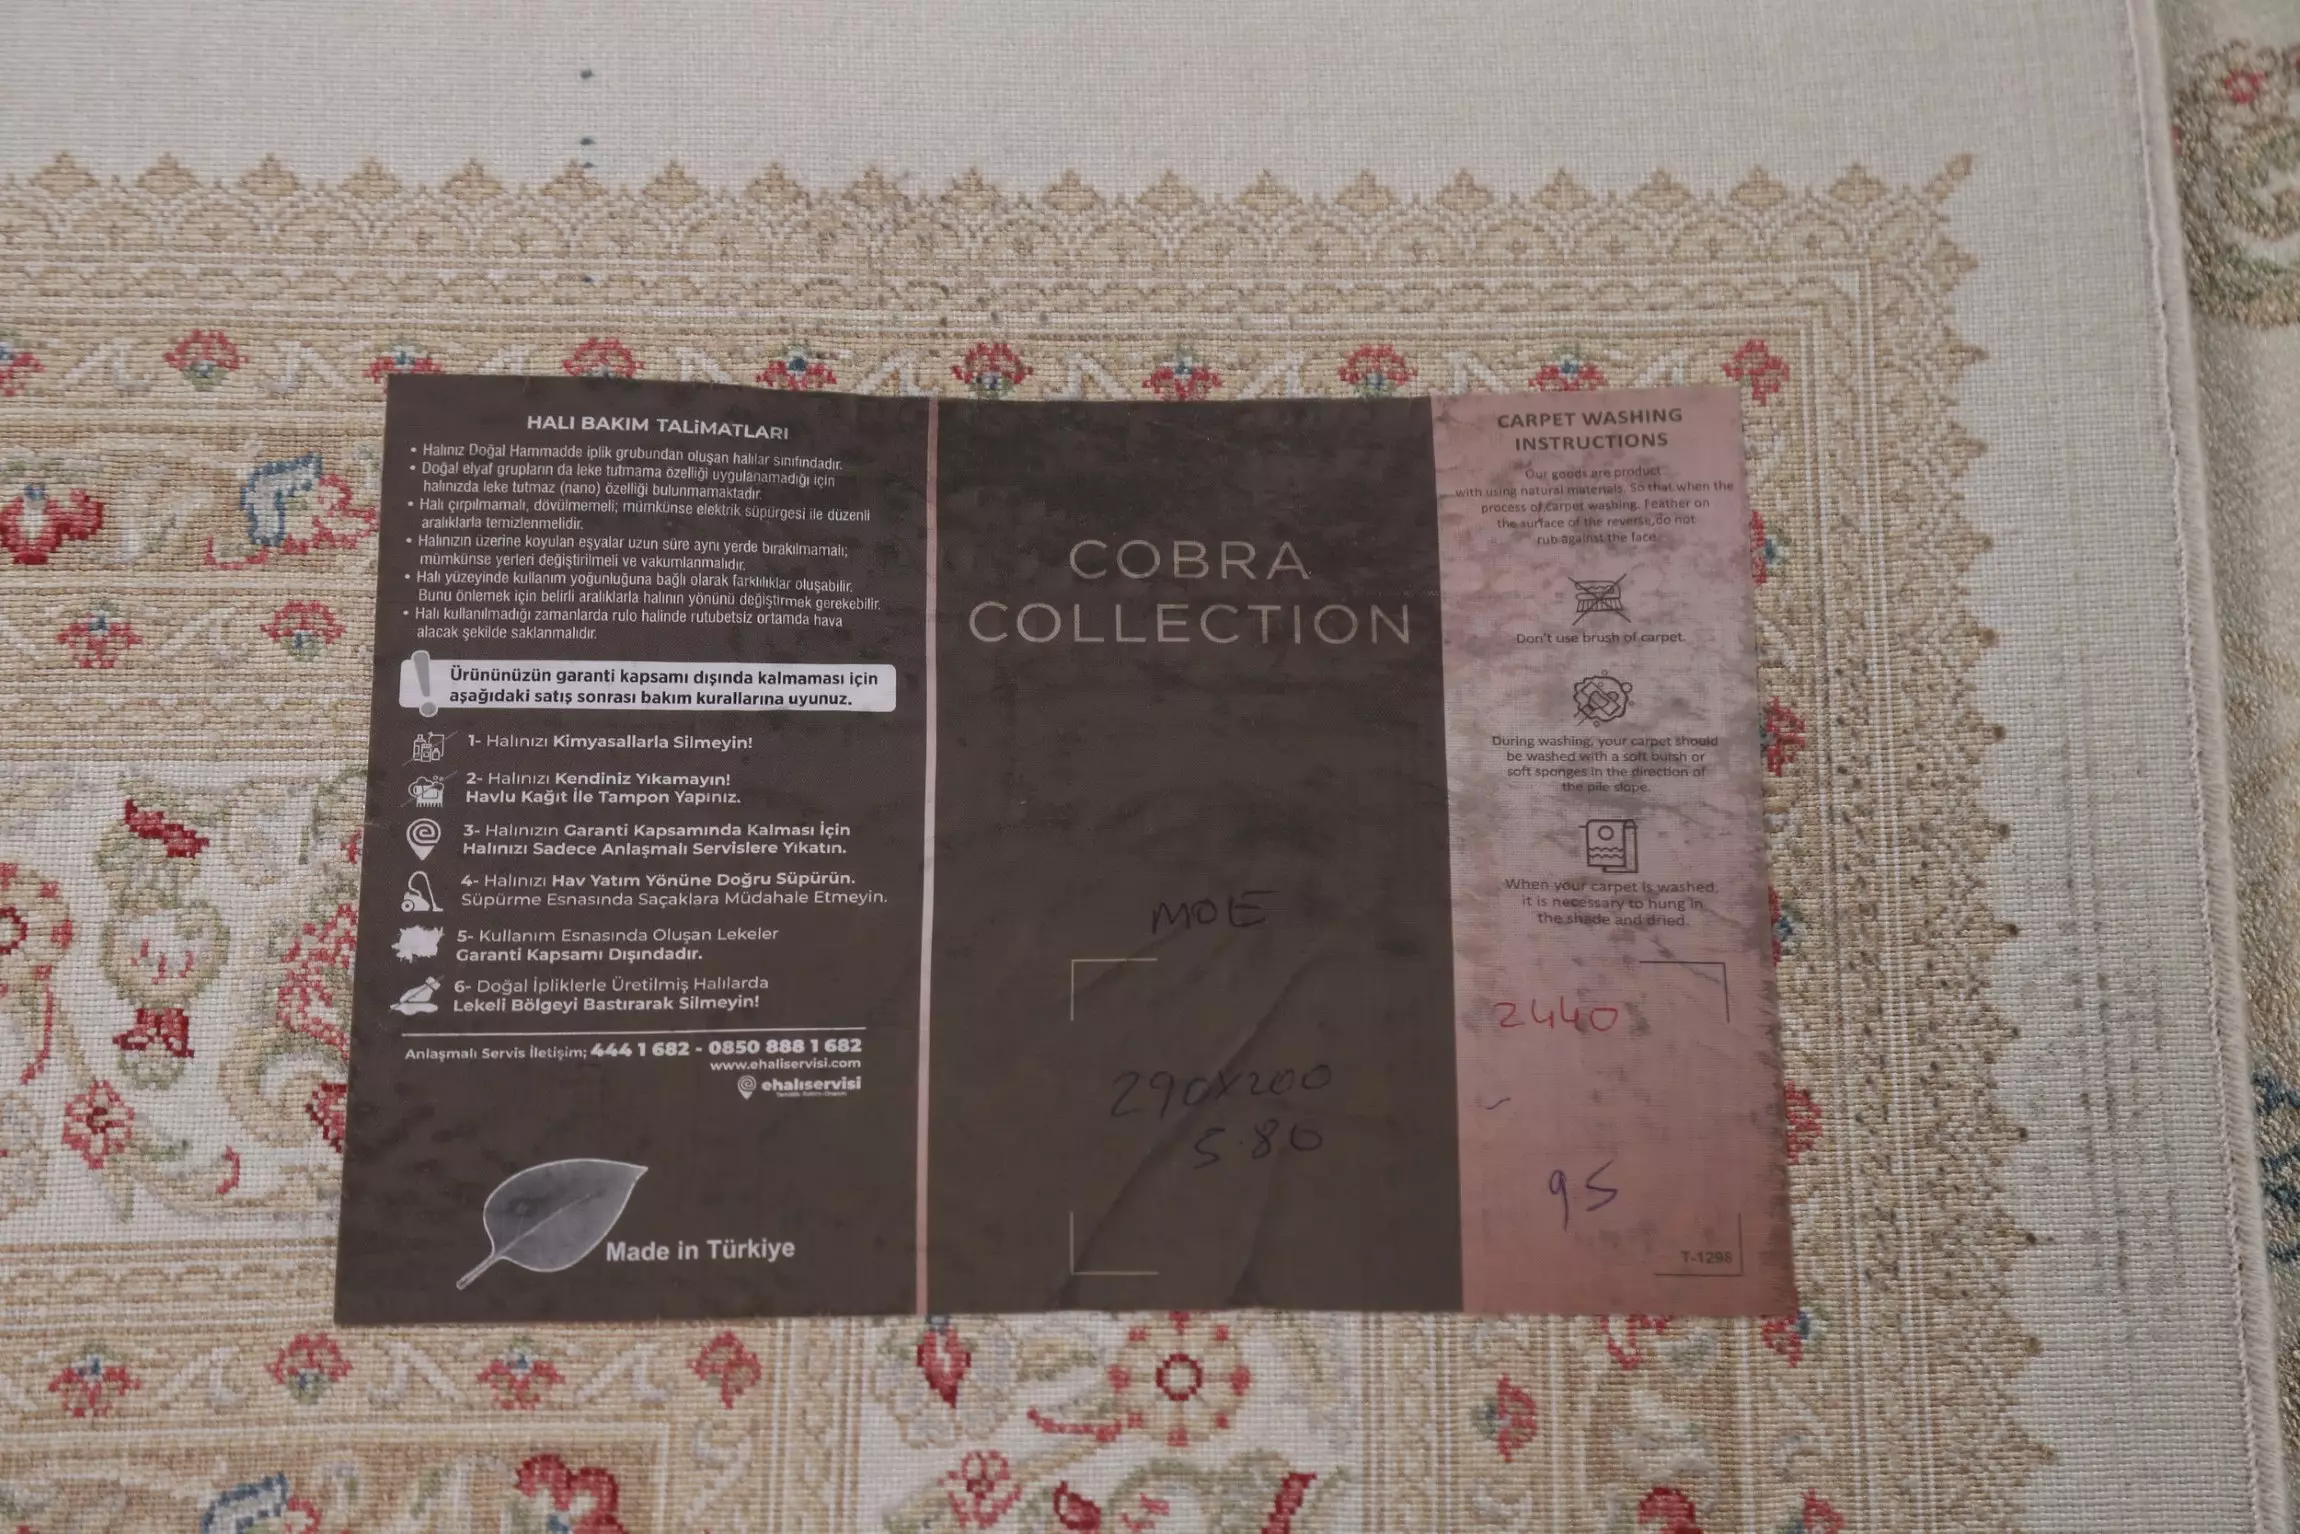 HALI BAKIM TALiMATLARI
• Halınız Doğal Hammadde iplik grubundan oluşan halılar sınıfındadır.
• Doğal elyaf grupların da leke tutmama özelliği uygulanamadığı için
halınızda leke tutmaz (nano) özelliği bulunmamaktadır.
• Halı çırpılmamalı, dövülmemeli; mümkünse elektrik süpürgesi ile düzenli
aralıklarla temizlenmelidir.
• Halınızın üzerine koyulan eşyalar uzun süre aynı yerde bırakılmamalı;
mümkünse yerleri değiştirilmeli ve vakumlanmalıdır.
• Halı yüzeyinde kullanım yoğunluğuna bağlı olarak farklılıklar oluşabilir.
Bunu önlemek için belirli aralıklarla halının yönünü değiştirmek gerekebilir.
• Halı kullanılmadığı zamanlarda rulo halinde rutubetsiz ortamda hava
alacak şekilde saklanmalıdır.
Ürününüzün garanti kapsamı dışında kalmaması için
aşağıdaki satış sonrası bakım kurallarına uyunuz.
1- Halınızı Kimyasallarla Silmeyin!
2- Halınızı Kendiniz Yıkamayın!
Havlu Kağıt İle Tampon Yapınız.
3- Halınızın Garanti Kapsamında Kalması İçin
Halınızı Sadece Anlaşmalı Servislere Yıkatın.
4- Halınızı Hav Yatım Yönüne Doğru Süpürün.
Süpürme Esnasında Saçaklara Müdahale Etmeyin.
5- Kullanım Esnasında Oluşan Lekeler
Garanti Kapsamı Dışındadır.
6- Doğal İpliklerle Üretilmiş Halılarda
Lekeli Bölgeyi Bastırarak Silmeyin!
Anlaşmalı Servis İletişim; 444 1 682 - 0850 888 1 682
www.ehaliservisi.com
ehalıservisi
Made in Türkiye
COBRA
COLLECTION
MOE
290X200
5.80
CARPET WASHING
INSTRUCTIONS
Our goods are product
with using natural materials. So that when the
process of carpet washing. Feather on
the surface of the reverse,do not
rub against the face.
Don't use brush of carpet.
During washing, your carpet should
be washed with a soft bursh or
soft sponges in the direction of
the pile slope.
When your carpet is washed,
it is necessary to hung in
the shade and dried.
2440
95
T-1298